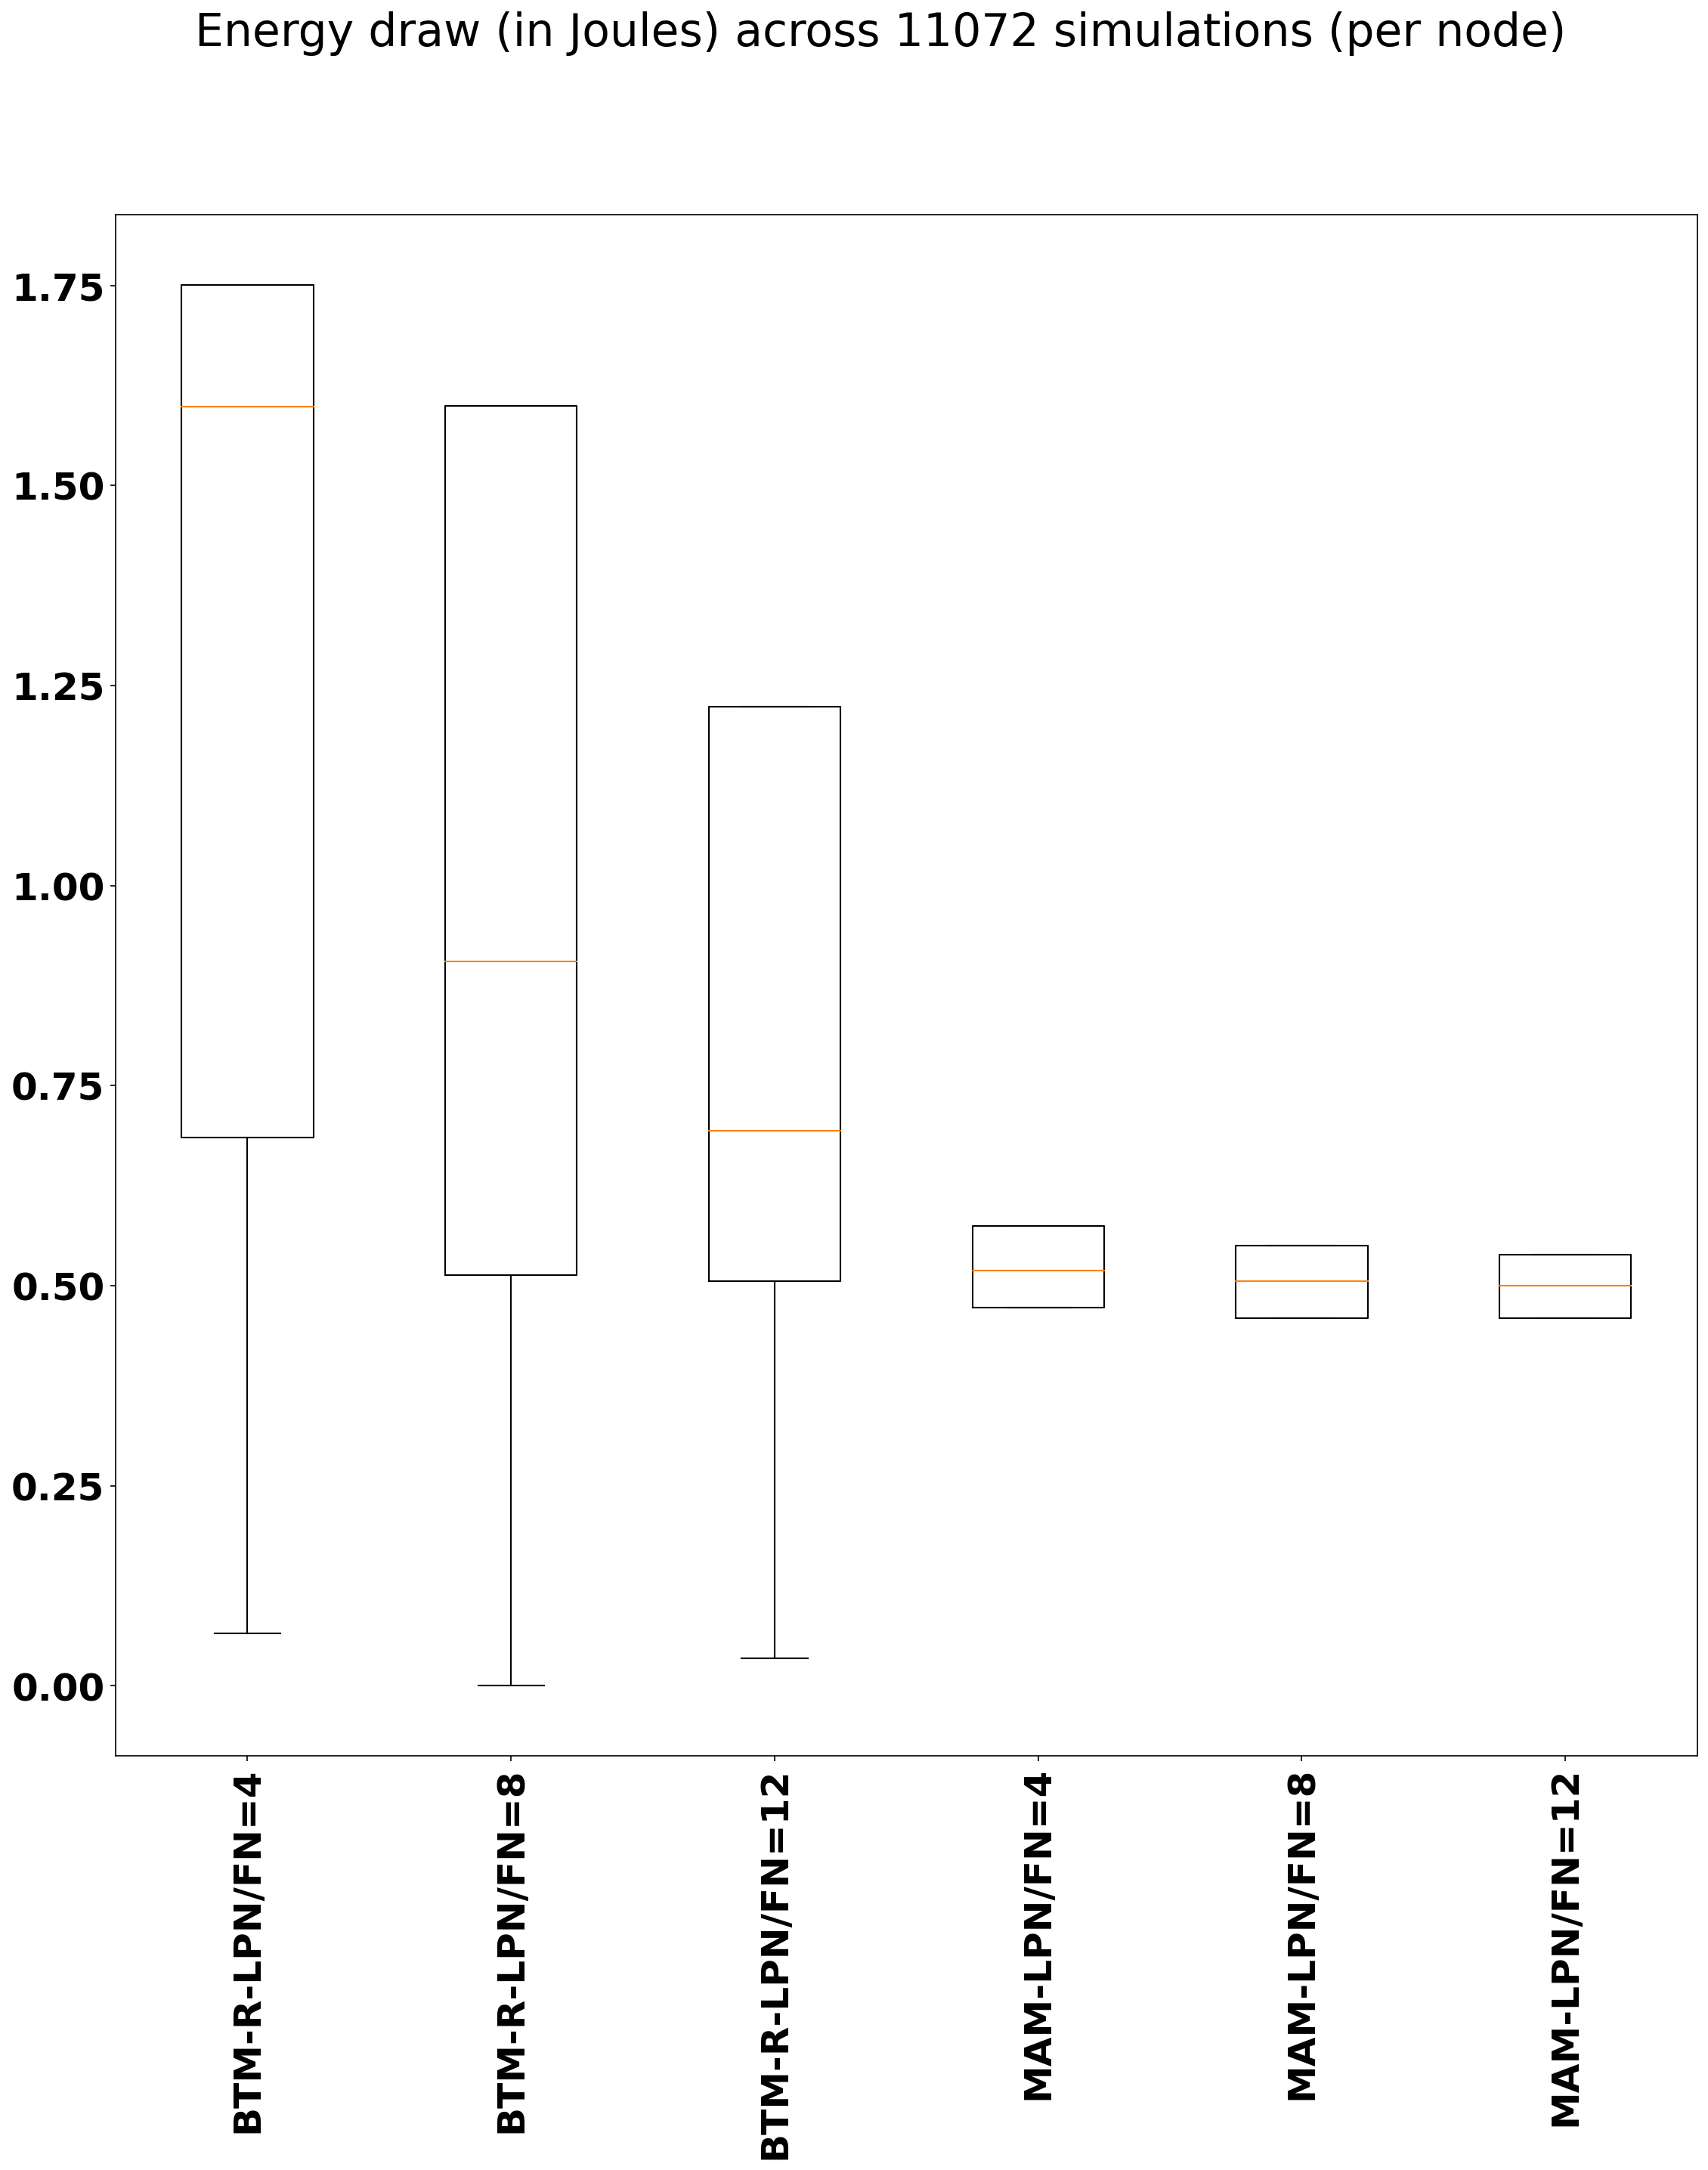 Energy draw (in Joules) across 11072 simulations (per node)
1.75
1.50
1.25
1.00
0.75
0.50
0.25
0.00
BTM-R-LPN/FN=4
BTM-R-LPN/FN=8
BTM-R-LPN/FN=12
MAM-LPN/FN=4
MAM-LPN/FN=8
MAM-LPN/FN=12